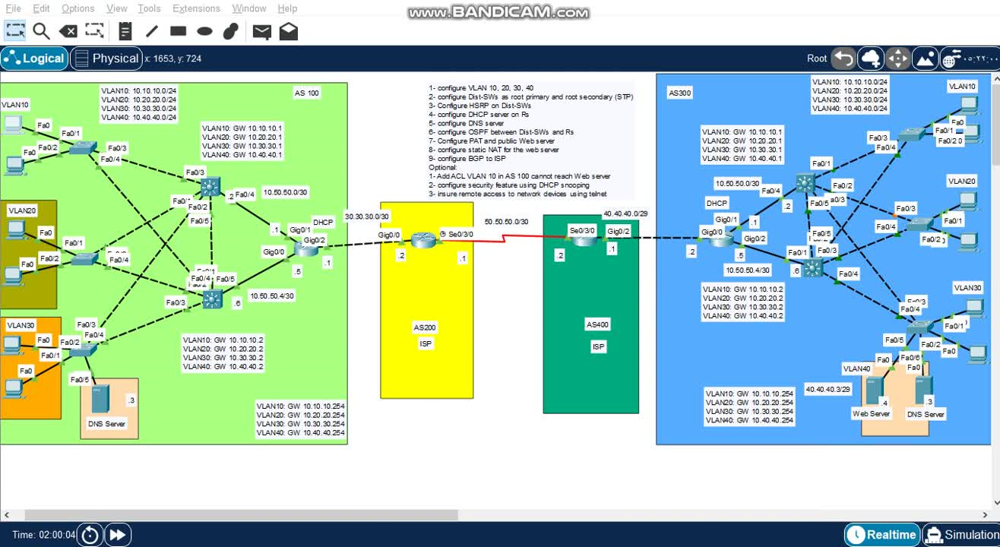 File Edit Options View Tools Extensions Window Help
www.BANDICAM.com
Logical
Physical
x: 1653, y: 724
Root
VLAN10: 10.10.10.0/24
VLAN20: 10.20.20.0/24
VLAN30: 10.30.30.0/24
VLAN40: 10.40.40.0/24
AS 100
VLAN10
Fa0
Fa0/1
Fa0
Fa0/2
Fa0/3
Fa0/4
VLAN10: GW 10.10.10.1
VLAN20: GW 10.20.20.1
VLAN30: GW 10.30.30.1
VLAN40: GW 10.40.40.1
Fa0/3
.2
Fa0/4
10.50.50.0/30
Fa0/2
Fa0/5
VLAN20
Fa0
Fa0/1
Fa0
Fa0/2
Fa0/4
DHCP
.1
Gig0/1
Gig0/2
Gig0/0
.5
.1
Fa0/4
Fa0/5
Fa0/3
.6
10.50.50.4/30
VLAN30
Fa0
Fa0/2
Fa0/3
Fa0/4
Fa0/1
Fa0
Fa0/5
.3
DNS Server
VLAN10: GW 10.10.10.2
VLAN20: GW 10.20.20.2
VLAN30: GW 10.30.30.2
VLAN40: GW 10.40.40.2
VLAN10: GW 10.10.10.254
VLAN20: GW 10.20.20.254
VLAN30: GW 10.30.30.254
VLAN40: GW 10.40.40.254
1- configure VLAN 10, 20, 30, 40
2- configure Dist-SWs as root primary and root secondary (STP)
3- Configure HSRP on Dist-SWs
4- configure DHCP server on Rs
5- configure DNS server
6- configure OSPF between Dist-SWs and Rs
7- Configure PAT and public Web server
8- configure static NAT for the web server
9- configure BGP to ISP
Optional:
1- Add ACL VLAN 10 in AS 100 cannot reach Web server
2- configure security feature using DHCP snooping
3- insure remote access to network devices using telnet
30.30.30.0/30
Gig0/0
Se0/3/0
.2
.1
AS200
ISP
50.50.50.0/30
40.40.40.0/29
Se0/3/0
Gig0/2
.2
.1
AS400
ISP
AS300
VLAN10: 10.10.10.0/24
VLAN20: 10.20.20.0/24
VLAN30: 10.30.30.0/24
VLAN40: 10.40.40.0/24
VLAN10
Fa0
Fa0/1
Fa0/2
Fa0/3
Fa0/4
VLAN10: GW 10.10.10.1
VLAN20: GW 10.20.20.1
VLAN30: GW 10.30.30.1
VLAN40: GW 10.40.40.1
Fa0/1
10.50.50.0/30
Fa0/4
Fa0/2
.2
Fa0/5
DHCP
Gig0/1
.1
Gig0/0
Gig0/2
.2
.5
10.50.50.4/30
.6
Fa0/1
Fa0/3
Fa0/4
VLAN20
Fa0/3
Fa0/1
Fa0/4
Fa0/2
VLAN10: GW 10.10.10.2
VLAN20: GW 10.20.20.2
VLAN30: GW 10.30.30.2
VLAN40: GW 10.40.40.2
VLAN30
Fa0/4
Fa0/1
Fa0/5
Fa0/2
Fa0
Fa0
Fa0/6
Fa0
VLAN40
40.40.40.3/29
.4
.3
Web Server
DNS Server
VLAN10: GW 10.10.10.254
VLAN20: GW 10.20.20.254
VLAN30: GW 10.30.30.254
VLAN40: GW 10.40.40.254
Time: 02:00:04
Realtime
Simulation